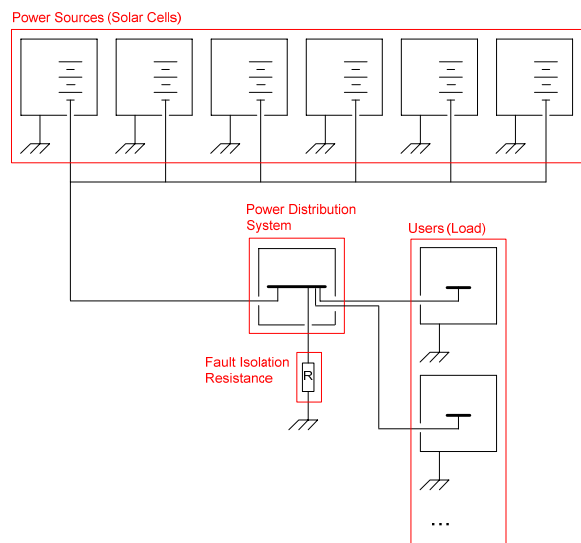 Power Sources (Solar Cells)
Power Distribution
System
Users (Load)
Fault Isolation
Resistance
R
...